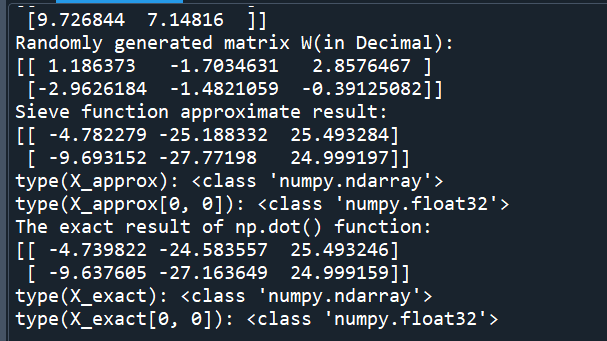 [9.726844  7.14816  ]]
Randomly generated matrix W(in Decimal):
[[ 1.186373   -1.7034631   2.8576467 ]
 [-2.9626184  -1.4821059  -0.39125082]]
Sieve function approximate result:
[[ -4.782279 -25.188332  25.493284]
 [ -9.693152 -27.77198   24.999197]]
type(X_approx): <class 'numpy.ndarray'>
type(X_approx[0, 0]): <class 'numpy.float32'>
The exact result of np.dot() function:
[[ -4.739822 -24.583557  25.493246]
 [ -9.637605 -27.163649  24.999159]]
type(X_exact): <class 'numpy.ndarray'>
type(X_exact[0, 0]): <class 'numpy.float32'>